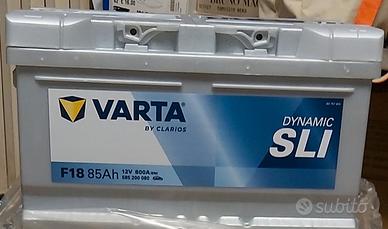 VARTA
BY CLARIOS
DYNAMIC
SLI
F18 85Ah
12V 800A
585 200 080
subito